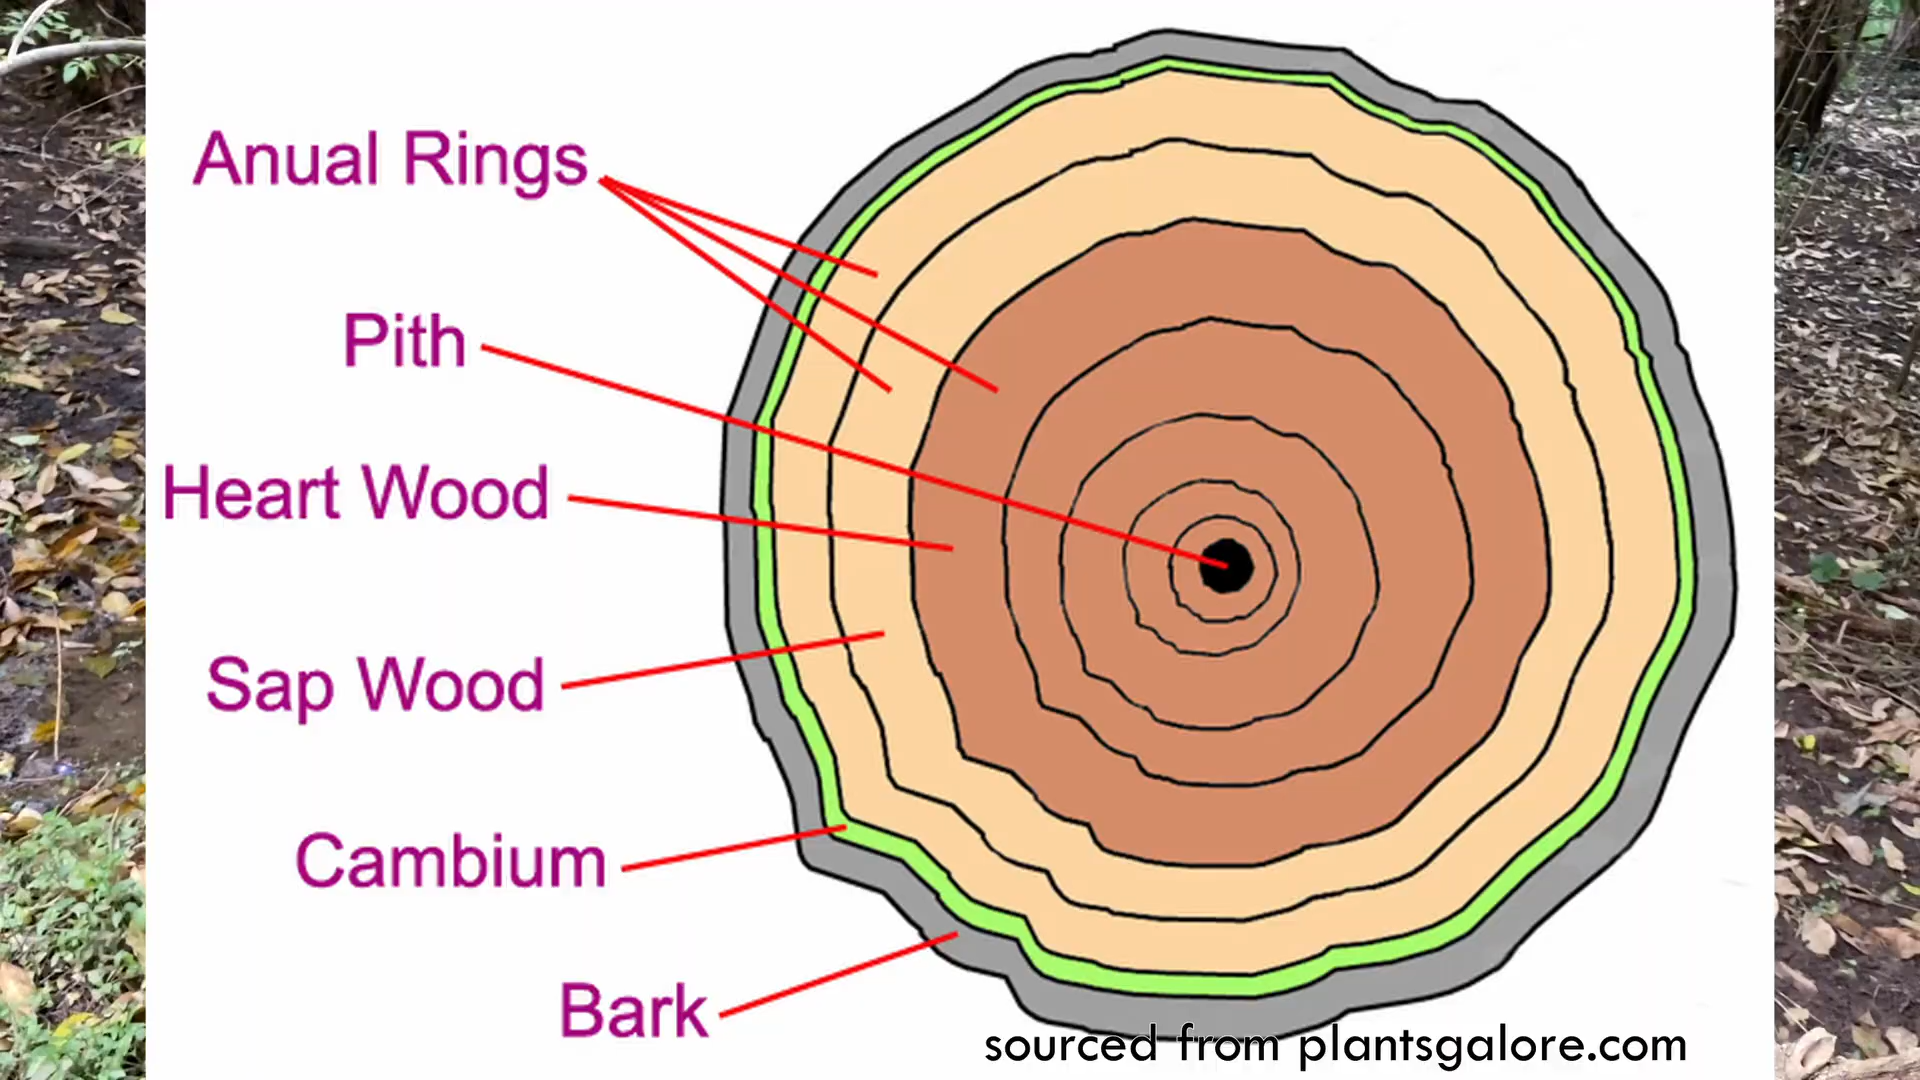 Anual Rings
Pith
Heart Wood
Sap Wood
Cambium
Bark
sourced from plantsgalore.com